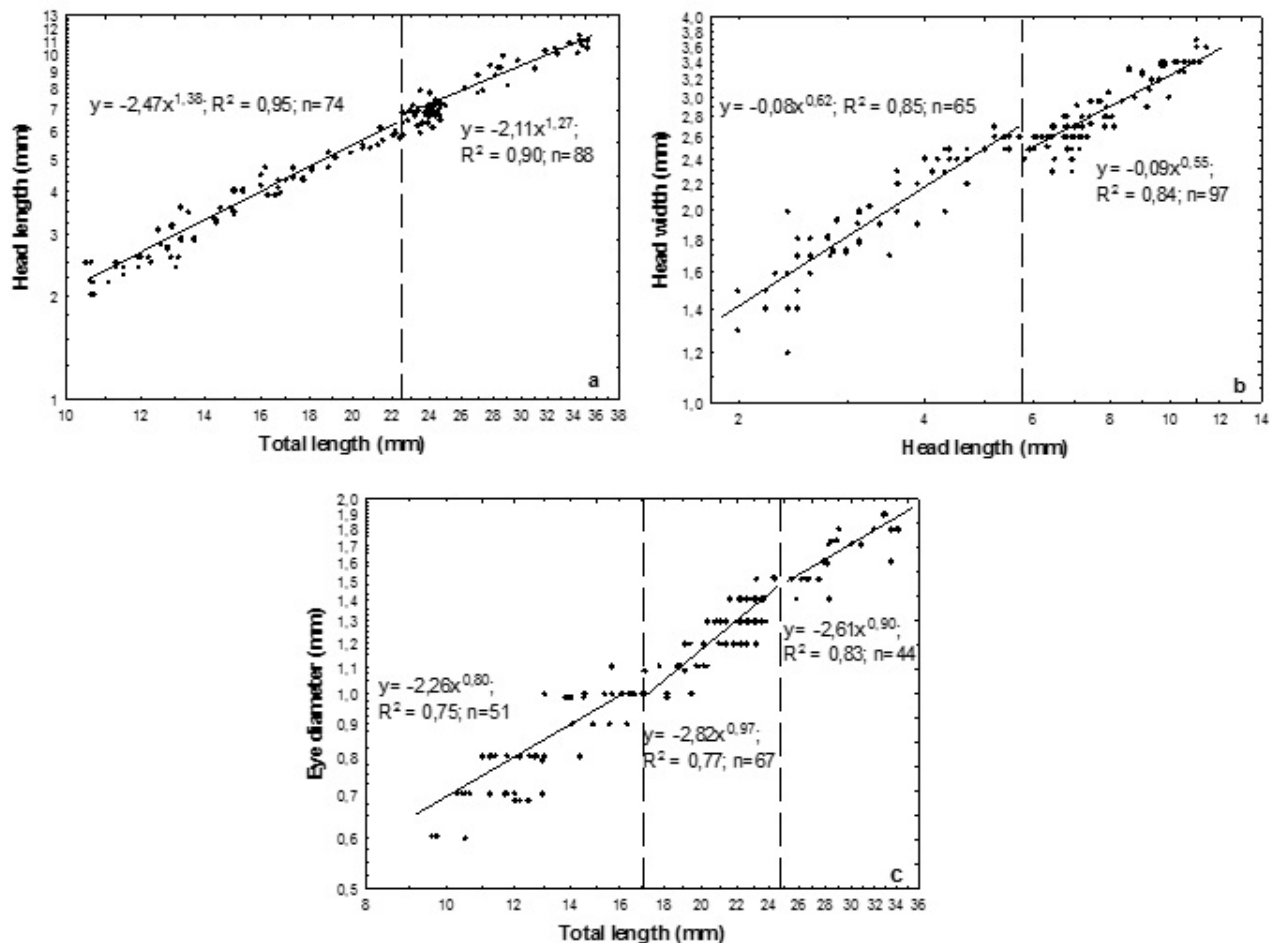 13
12
11
10
9
8
7
6
5
4
3
2
1
Head length (mm)
y= -2,47x^1,38; R² = 0,95; n=74
y= -2,11x^1,27;
R² = 0,90; n=88
a
10 12 14 16 18 20 22 24 26 28 30 32 34 36 38
Total length (mm)
4,0
3,6
3,4
3,0
2,8
2,6
2,4
2,2
2,0
1,8
1,6
1,4
1,2
1,0
Head width (mm)
y= -0,08x^0,62; R² = 0,85; n=65
y= -0,09x^0,55;
R² = 0,84; n=97
b
2 4 6 8 10 12 14
Head length (mm)
2,0
1,8
1,7
1,6
1,5
1,4
1,3
1,2
1,1
1,0
0,9
0,8
0,7
0,6
0,5
Eye diameter (mm)
y= -2,26x^0,80;
R² = 0,75; n=51
y= -2,82x^0,97;
R² = 0,77; n=67
y= -2,61x^0,90;
R² = 0,83; n=44
c
8 10 12 14 16 18 20 22 24 26 28 30 32 34 36
Total length (mm)